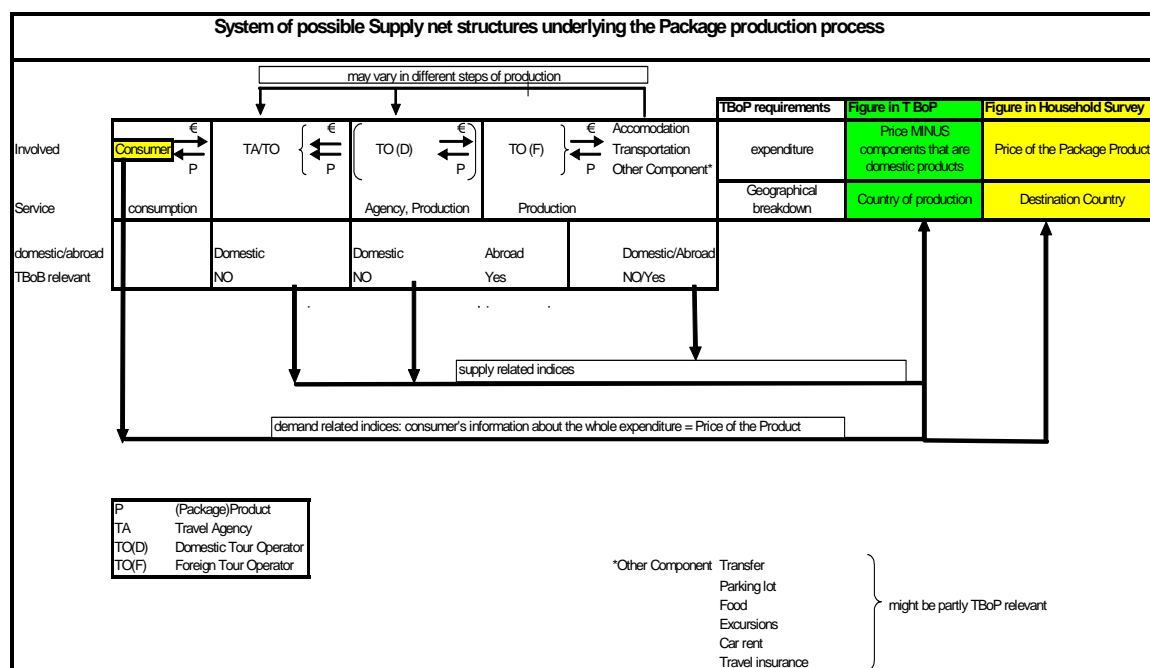 System of possible Supply net structures underlying the Package production process
may vary in different steps of production
TBoP requirements Figure in T BoP Figure in Household Survey
€ € € € Accomodation
Involved Consumer TA/TO TO (D) TO (F) Transportation
P P P P Other Component*
expenditure
Price MINUS
components that are
domestic products
Price of the Package Product
Service consumption Agency, Production Production
Geographical
breakdown
Country of production Destination Country
domestic/abroad Domestic Domestic Abroad Domestic/Abroad
TBoB relevant NO NO Yes NO/Yes
supply related indices
demand related indices: consumer's information about the whole expenditure = Price of the Product
P (Package)Product
TA Travel Agency
TO(D) Domestic Tour Operator
TO(F) Foreign Tour Operator
*Other Component Transfer
Parking lot
Food
Excursions
Car rent
Travel insurance
might be partly TBoP relevant